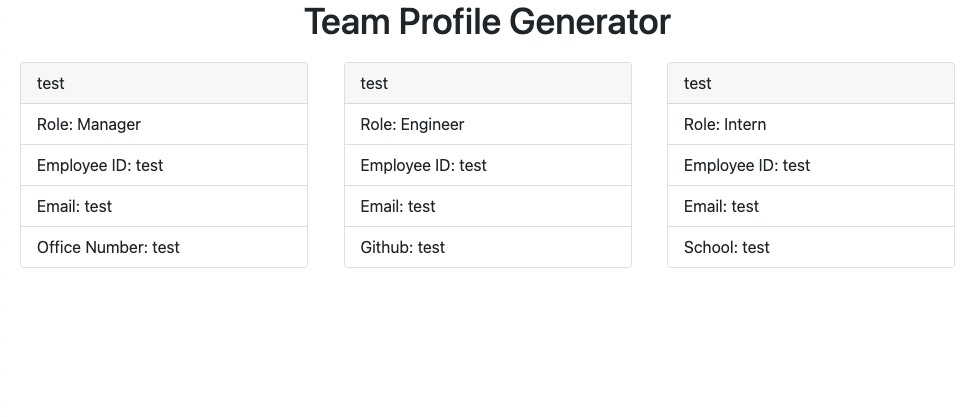 Team Profile Generator
test
Role: Manager
Employee ID: test
Email: test
Office Number: test
test
Role: Engineer
Employee ID: test
Email: test
Github: test
test
Role: Intern
Employee ID: test
Email: test
School: test